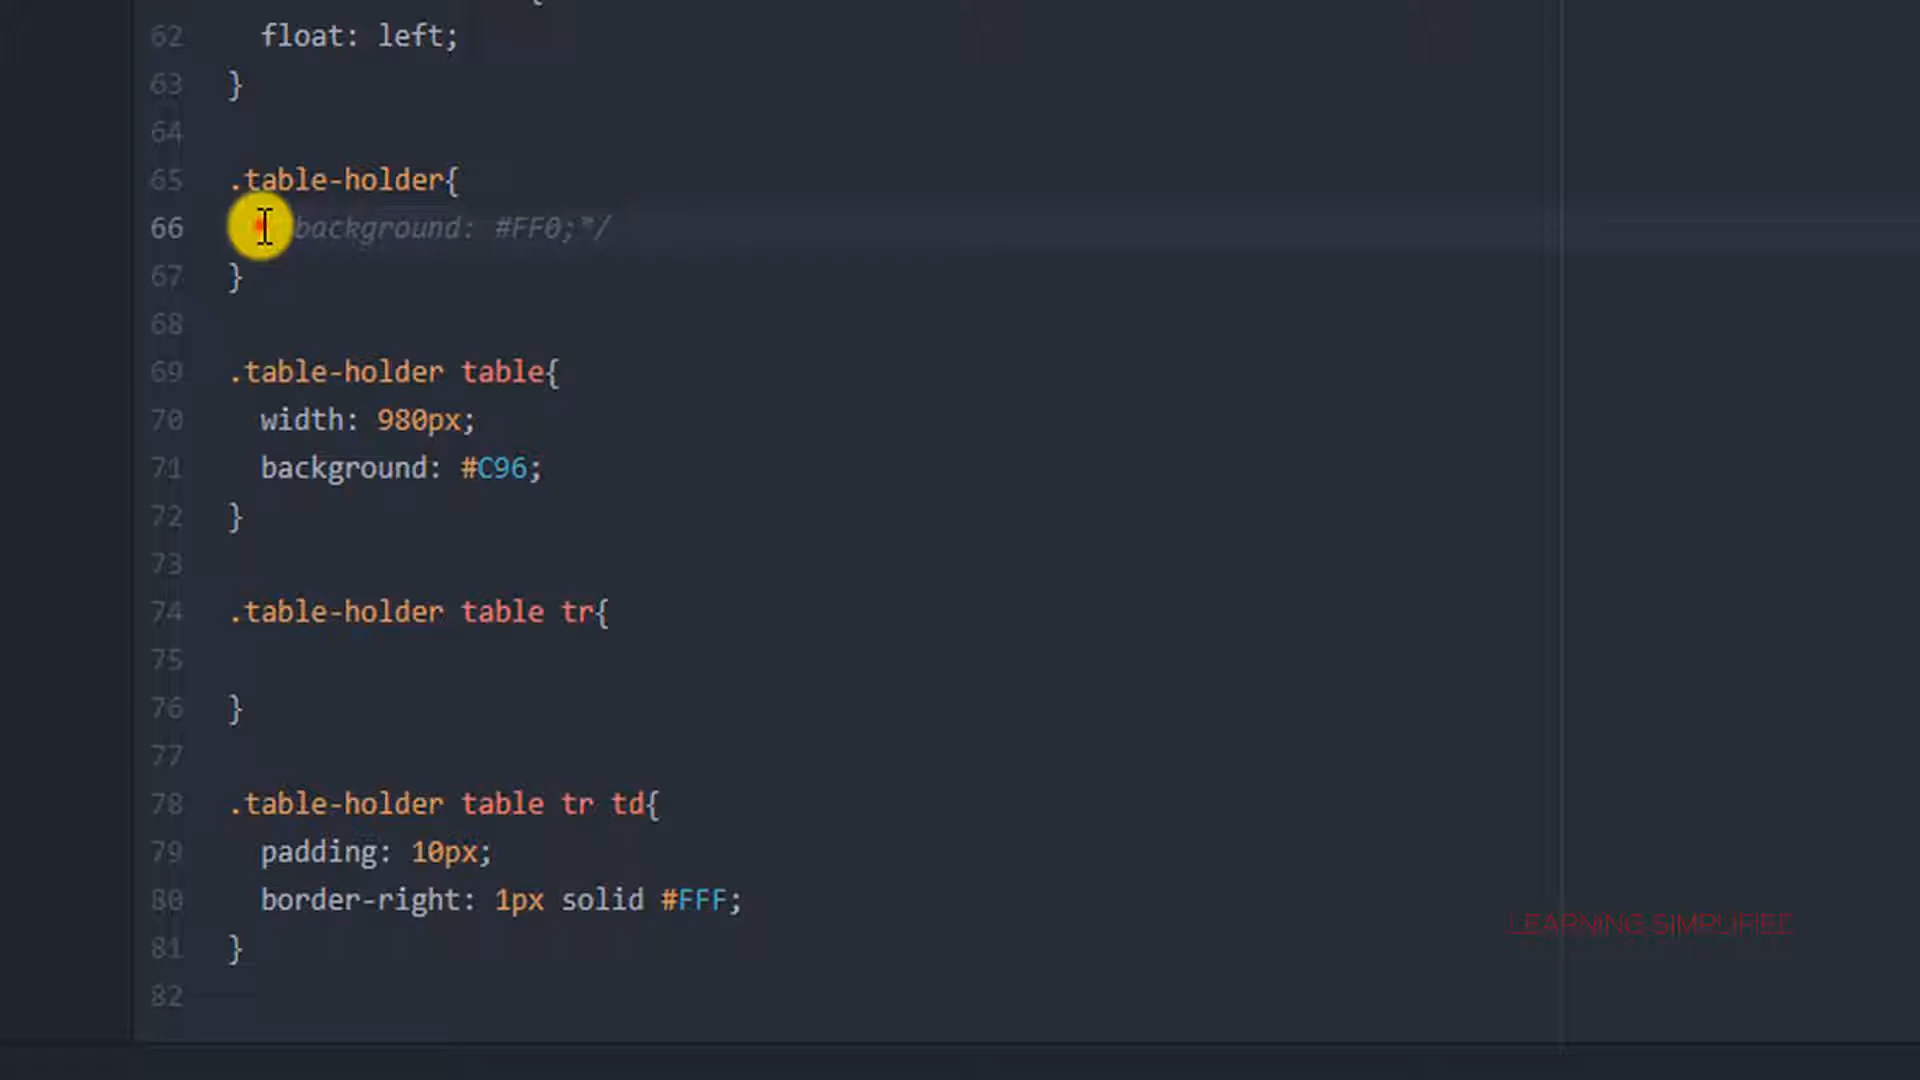 62 float: left;
63 }
64
65 .table-holder{
66 background: #FF0;*/
67 }
68
69 .table-holder table{
70 width: 980px;
71 background: #C96;
72 }
73
74 .table-holder table tr{
75
76 }
77
78 .table-holder table tr td{
79 padding: 10px;
80 border-right: 1px solid #FFF;
81 }
82
LEARNING SIMPLIFIED